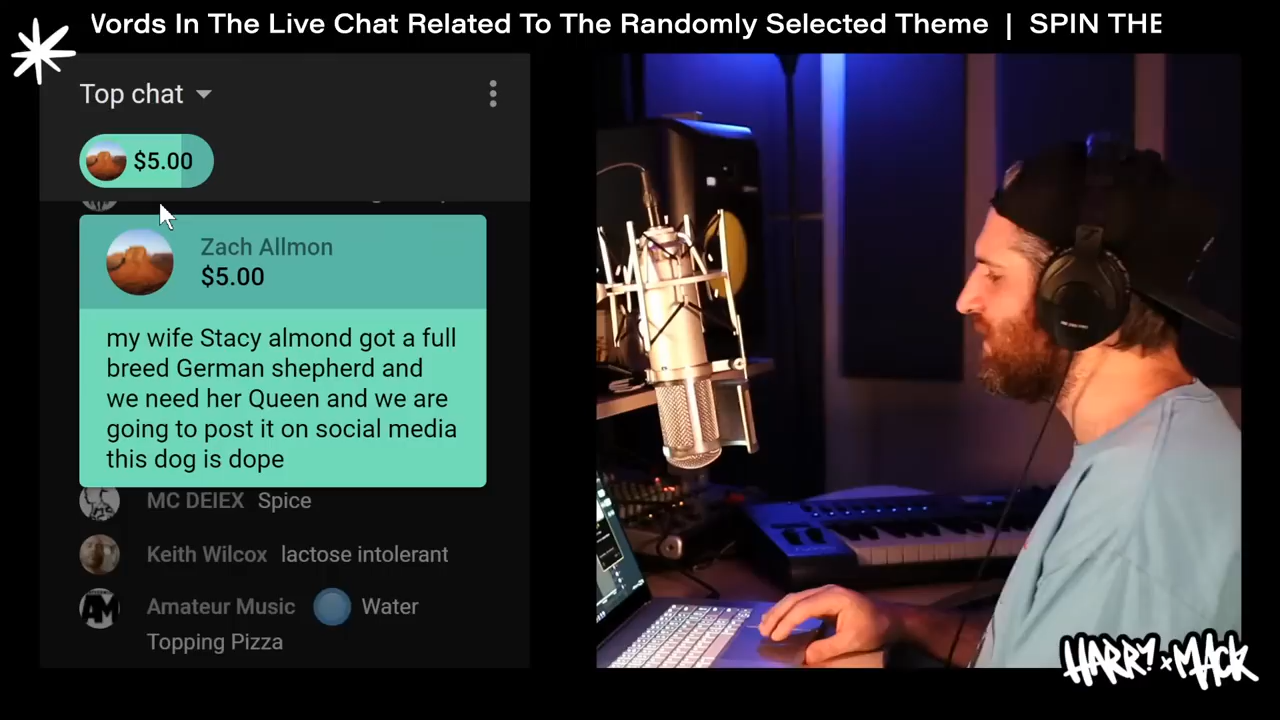 Words In The Live Chat Related To The Randomly Selected Theme | SPIN THE
Top chat
$5.00
Zach Allmon
$5.00
my wife Stacy almond got a full
breed German shepherd and
we need her Queen and we are
going to post it on social media
this dog is dope
MC DEIEX Spice
Keith Wilcox lactose intolerant
Amateur Music Water
Topping Pizza
AM
HARRY MACK